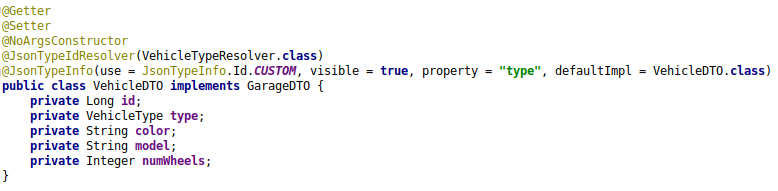 @Getter
@Setter
@NoArgsConstructor
@JsonTypeIdResolver(VehicleTypeResolver.class)
@JsonTypeInfo(use = JsonTypeInfo.Id.CUSTOM, visible = true, property = "type", defaultImpl = VehicleDTO.class)
public class VehicleDTO implements GarageDTO {
    private Long id;
    private VehicleType type;
    private String color;
    private String model;
    private Integer numWheels;
}